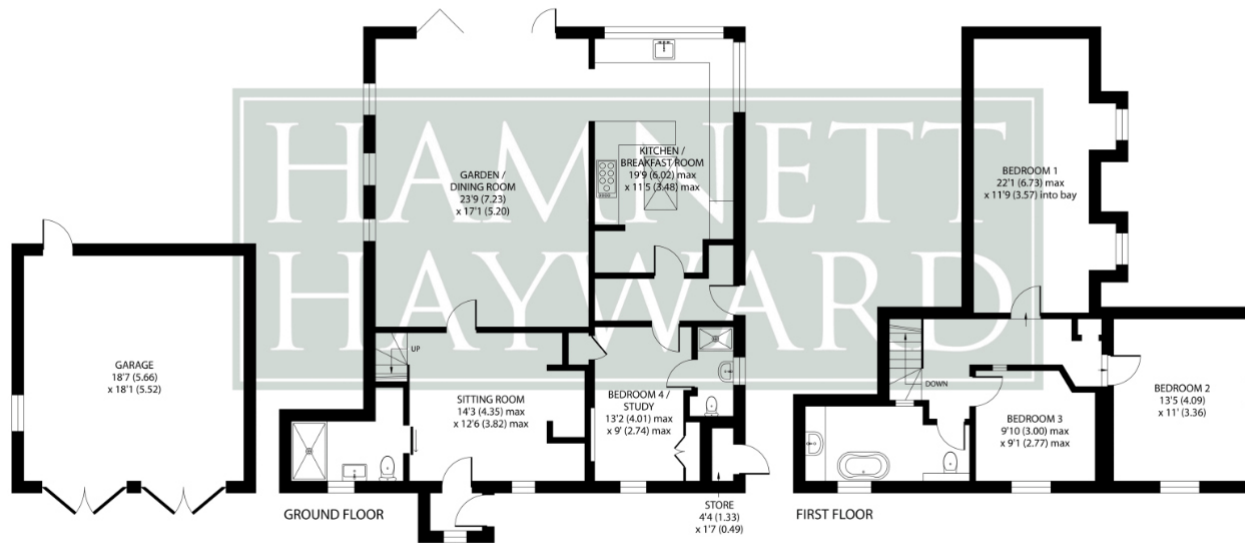 HAMNETT
HAYWARD
GARAGE
18'7 (5.66)
x 18'1 (5.52)
GARDEN /
DINING ROOM
23'9 (7.23)
x 17'1 (5.20)
KITCHEN /
BREAKFAST ROOM
19'9 (6.02) max
x 11'5 (3.48) max
UP
SITTING ROOM
14'3 (4.35) max
x 12'6 (3.82) max
BEDROOM 4 /
STUDY
13'2 (4.01) max
x 9' (2.74) max
STORE
4'4 (1.33)
x 1'7 (0.49)
GROUND FLOOR
BEDROOM 1
22'1 (6.73) max
x 11'9 (3.57) into bay
DOWN
BEDROOM 3
9'10 (3.00) max
x 9'1 (2.77) max
BEDROOM 2
13'5 (4.09)
x 11' (3.36)
FIRST FLOOR